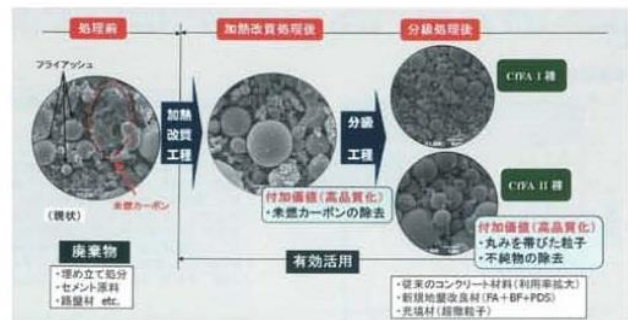 処理前
加熱改質処理後
分級処理後
フライアッシュ
加熱
改質
工程
分級
工程
CfFA I 種
CfFA II 種
未燃カーボン
(現状)
付加価値(高品質化)
・未燃カーボンの除去
付加価値(高品質化)
・丸みを帯びた粒子
・不純物の除去
廃棄物
有効活用
・埋め立て処分
・セメント原料
・路盤材 etc.
・従来のコンクリート材料(利用率拡大)
・新規地盤改良材(FA+BF+PDS)
・充填材(超微粒子)